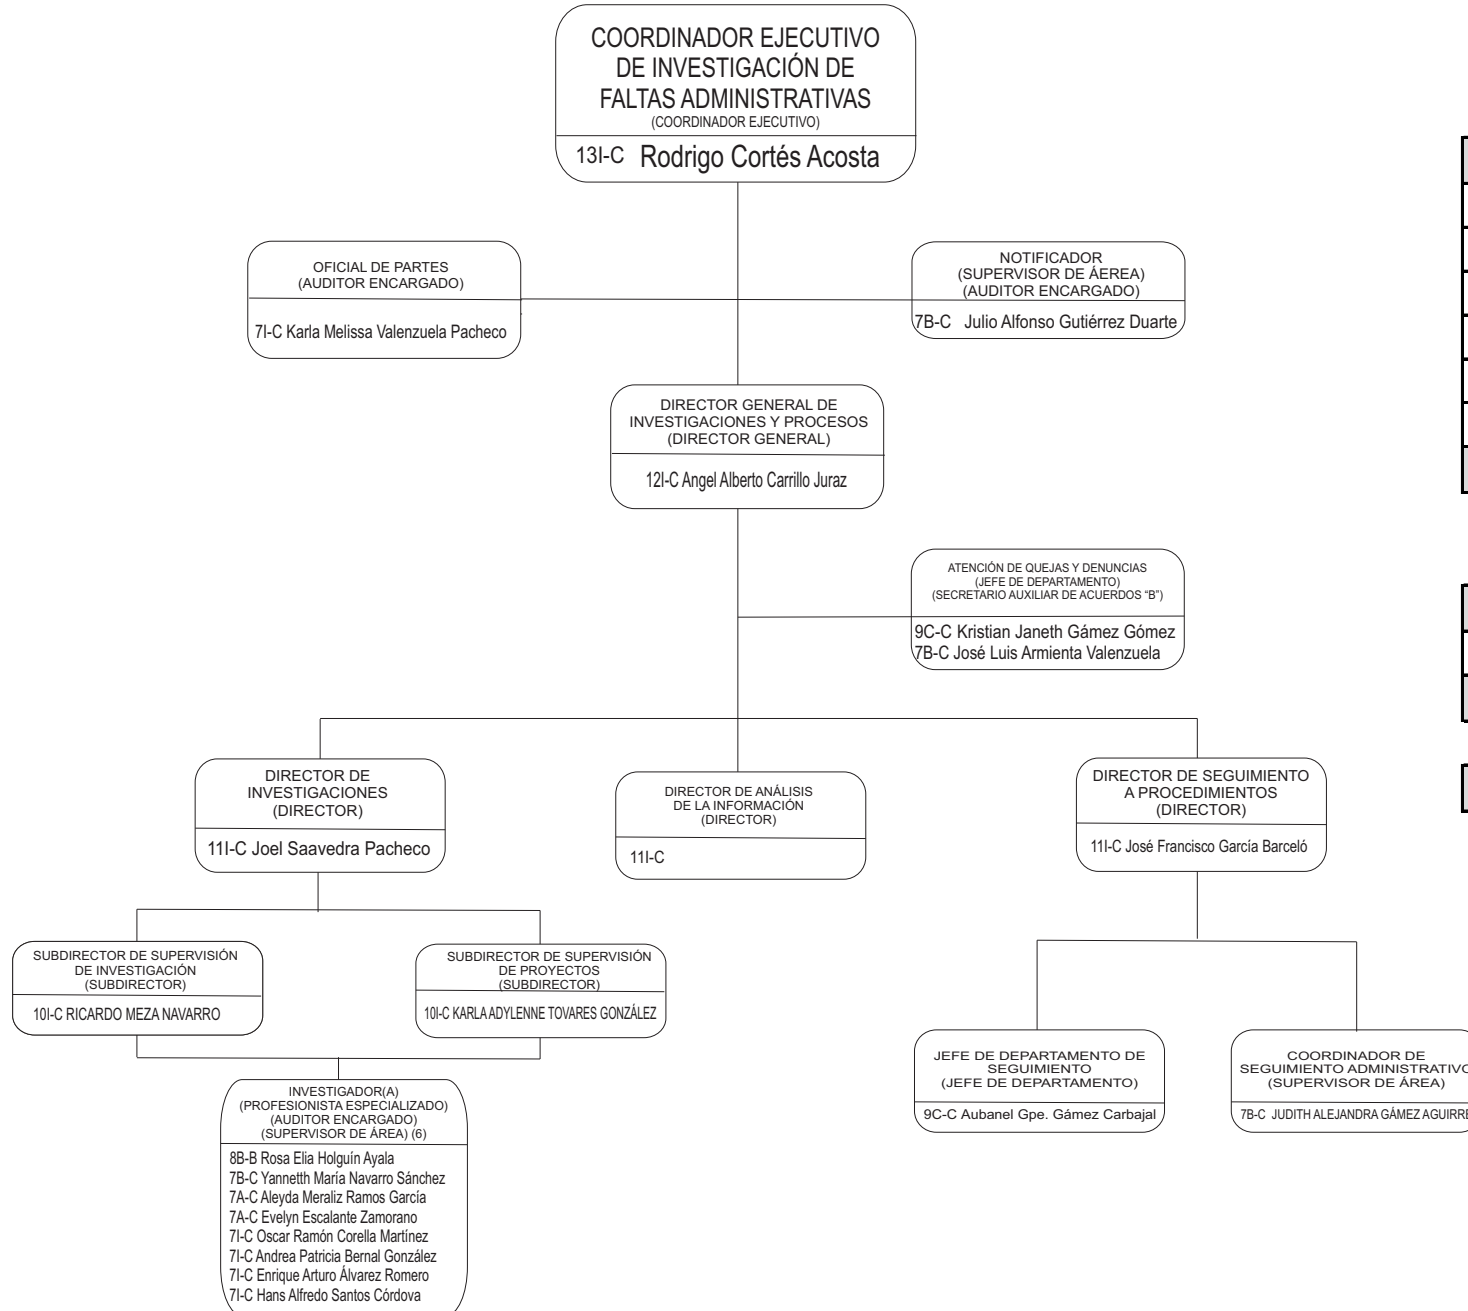 COORDINADOR EJECUTIVO
DE INVESTIGACIÓN DE
FALTAS ADMINISTRATIVAS
(COORDINADOR EJECUTIVO)
13I-C Rodrigo Cortés Acosta
OFICIAL DE PARTES
(AUDITOR ENCARGADO)
7I-C Karla Melissa Valenzuela Pacheco
NOTIFICADOR
(SUPERVISOR DE ÁEREA)
(AUDITOR ENCARGADO)
7B-C Julio Alfonso Gutiérrez Duarte
DIRECTOR GENERAL DE
INVESTIGACIONES Y PROCESOS
(DIRECTOR GENERAL)
12I-C Angel Alberto Carrillo Juraz
ATENCIÓN DE QUEJAS Y DENUNCIAS
(JEFE DE DEPARTAMENTO)
(SECRETARIO AUXILIAR DE ACUERDOS “B”)
9C-C Kristian Janeth Gámez Gómez
7B-C José Luis Armienta Valenzuela
DIRECTOR DE
INVESTIGACIONES
(DIRECTOR)
11I-C Joel Saavedra Pacheco
DIRECTOR DE ANÁLISIS
DE LA INFORMACIÓN
(DIRECTOR)
11I-C
DIRECTOR DE SEGUIMIENTO
A PROCEDIMIENTOS
(DIRECTOR)
11I-C José Francisco García Barceló
SUBDIRECTOR DE SUPERVISIÓN
DE INVESTIGACIÓN
(SUBDIRECTOR)
10I-C RICARDO MEZA NAVARRO
SUBDIRECTOR DE SUPERVISIÓN
DE PROYECTOS
(SUBDIRECTOR)
10I-C KARLA ADYLENNE TOVARES GONZÁLEZ
JEFE DE DEPARTAMENTO DE
SEGUIMIENTO
(JEFE DE DEPARTAMENTO)
9C-C Aubanel Gpe. Gámez Carbajal
COORDINADOR DE
SEGUIMIENTO ADMINISTRATIVO
(SUPERVISOR DE ÁREA)
7B-C JUDITH ALEJANDRA GÁMEZ AGUIRRE
INVESTIGADOR(A)
(PROFESIONISTA ESPECIALIZADO)
(AUDITOR ENCARGADO)
(SUPERVISOR DE ÁREA) (6)
8B-B Rosa Elia Holguín Ayala
7B-C Yannetth María Navarro Sánchez
7A-C Aleyda Meraliz Ramos García
7A-C Evelyn Escalante Zamorano
7I-C Oscar Ramón Corella Martínez
7I-C Andrea Patricia Bernal González
7I-C Enrique Arturo Álvarez Romero
7I-C Hans Alfredo Santos Córdova